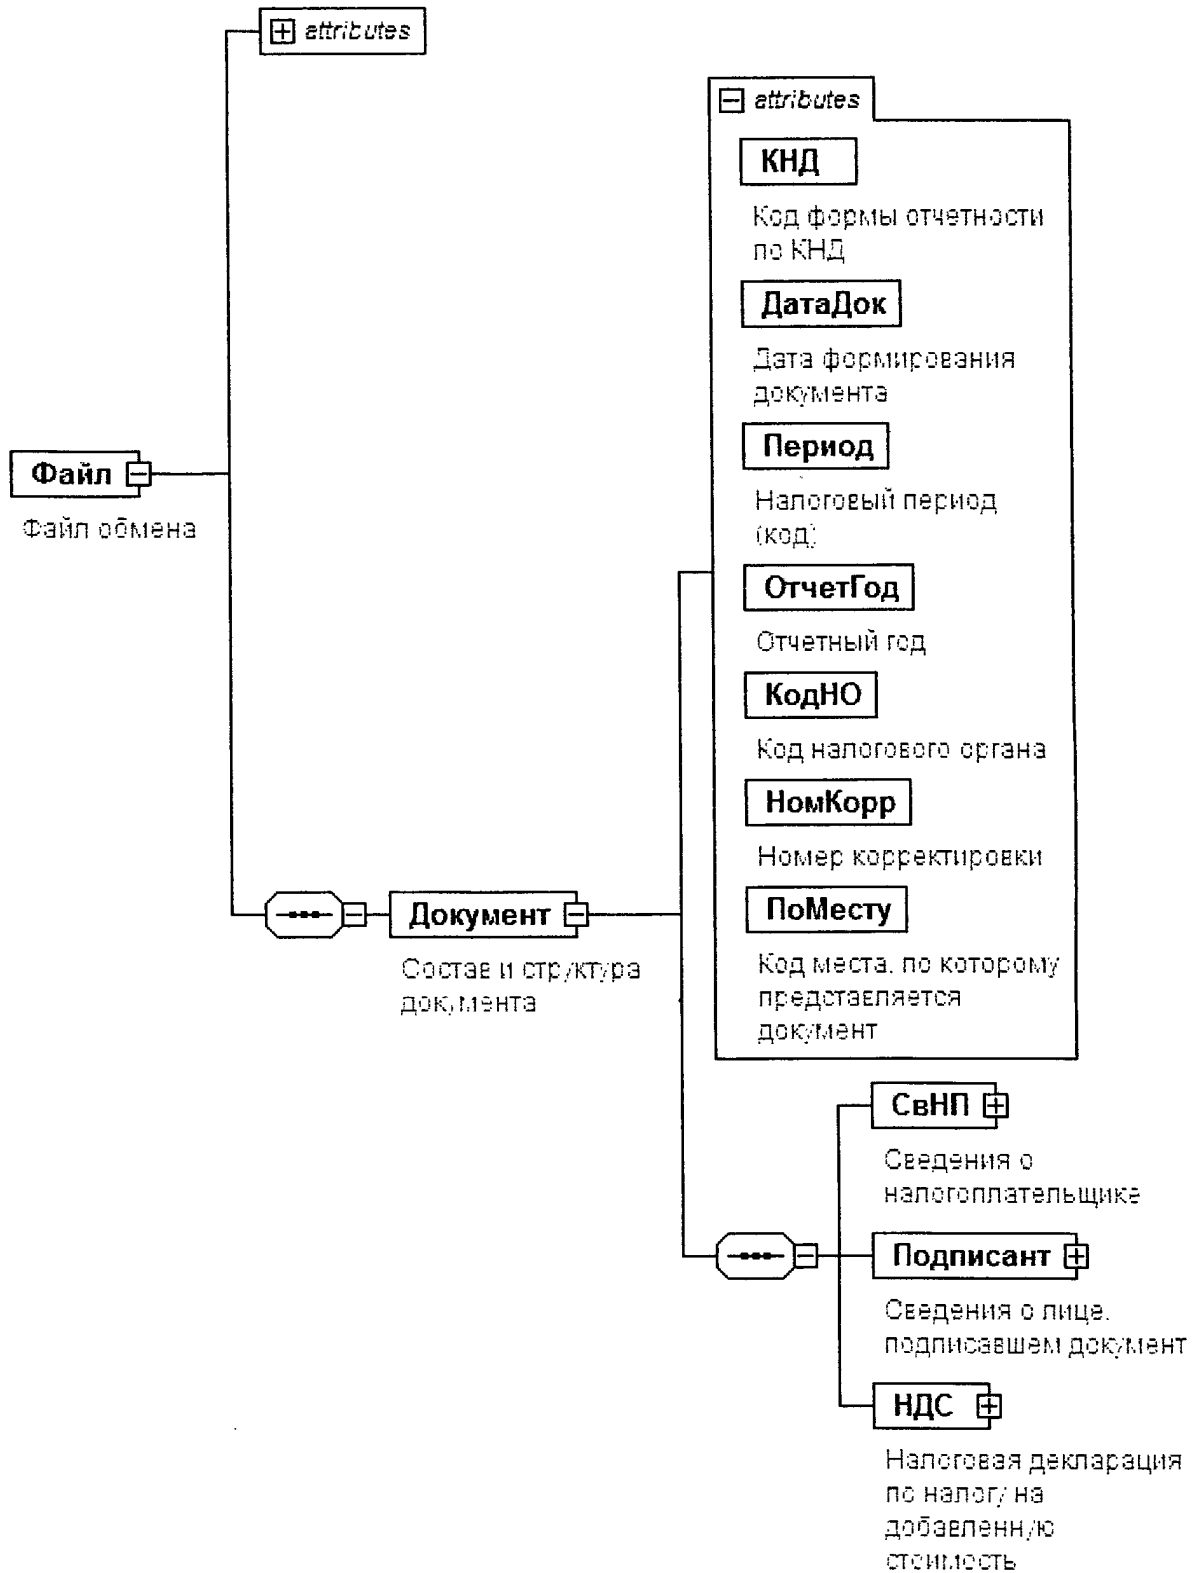 attributes
attributes
КНД
Код формы отчетности
по КНД
ДатаДок
Дата формирования
документа
Период
Налоговый период
(код)
ОтчетГод
Отчетный год
КодНО
Код налогового органа
НомКорр
Номер корректировки
ПоМесту
Код места, по которому
представляется
документ
Файл
Файл обмена
Документ
Состав и структура
документа
СвНП
Сведения о
налогоплательщике
Подписант
Сведения о лице,
подписавшем документ
НДС
Налоговая декларация
по налогу на
добавленную
стоимость